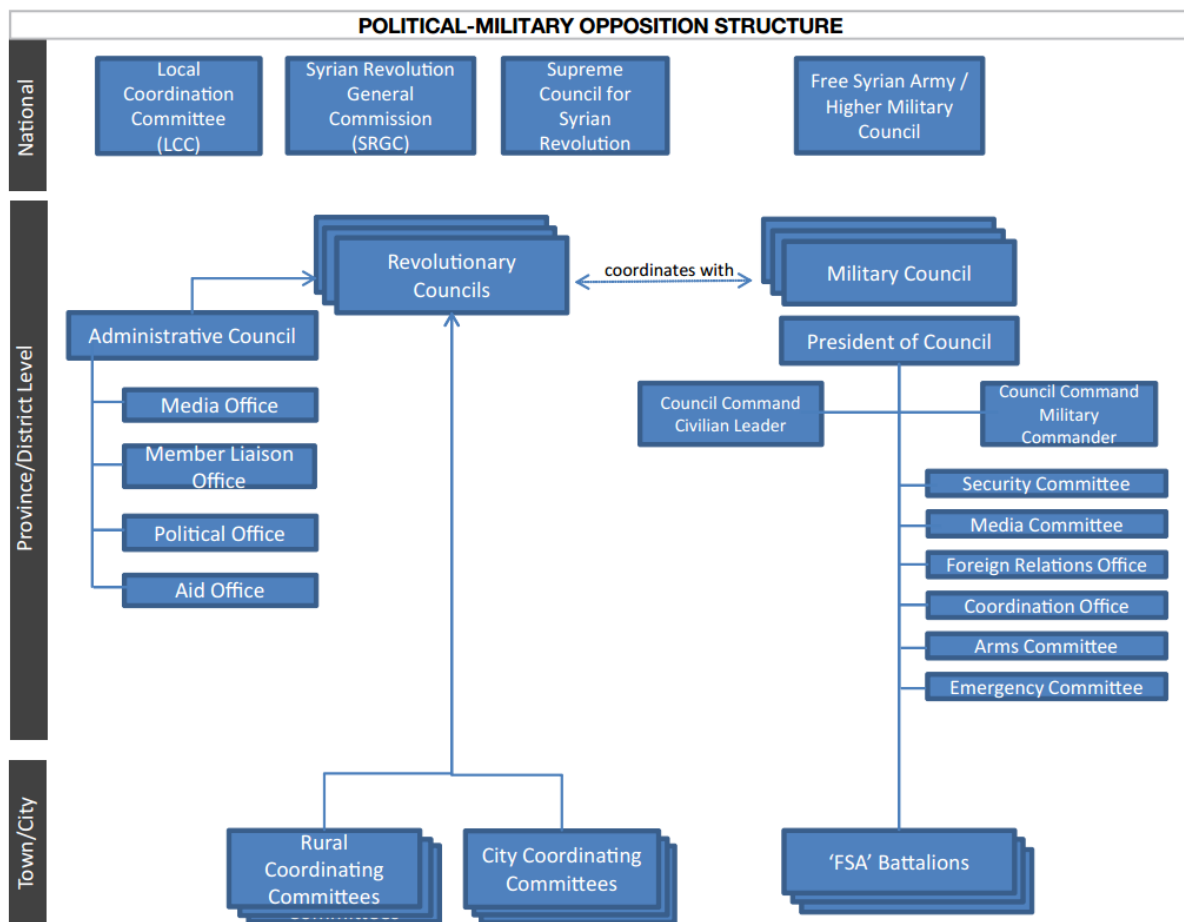 POLITICAL-MILITARY OPPOSITION STRUCTURE
National
Local
Coordination
Committee
(LCC)
Syrian Revolution
General
Commission
(SRGC)
Supreme
Council for
Syrian
Revolution
Free Syrian Army /
Higher Military
Council
Province/District Level
Revolutionary
Councils
coordinates with
Military Council
Administrative Council
Media Office
Member Liaison
Office
Political Office
Aid Office
President of Council
Council Command
Civilian Leader
Council Command
Military
Commander
Security Committee
Media Committee
Foreign Relations Office
Coordination Office
Arms Committee
Emergency Committee
Town/City
Rural
Coordinating
Committees
Committees
City Coordinating
Committees
‘FSA’ Battalions